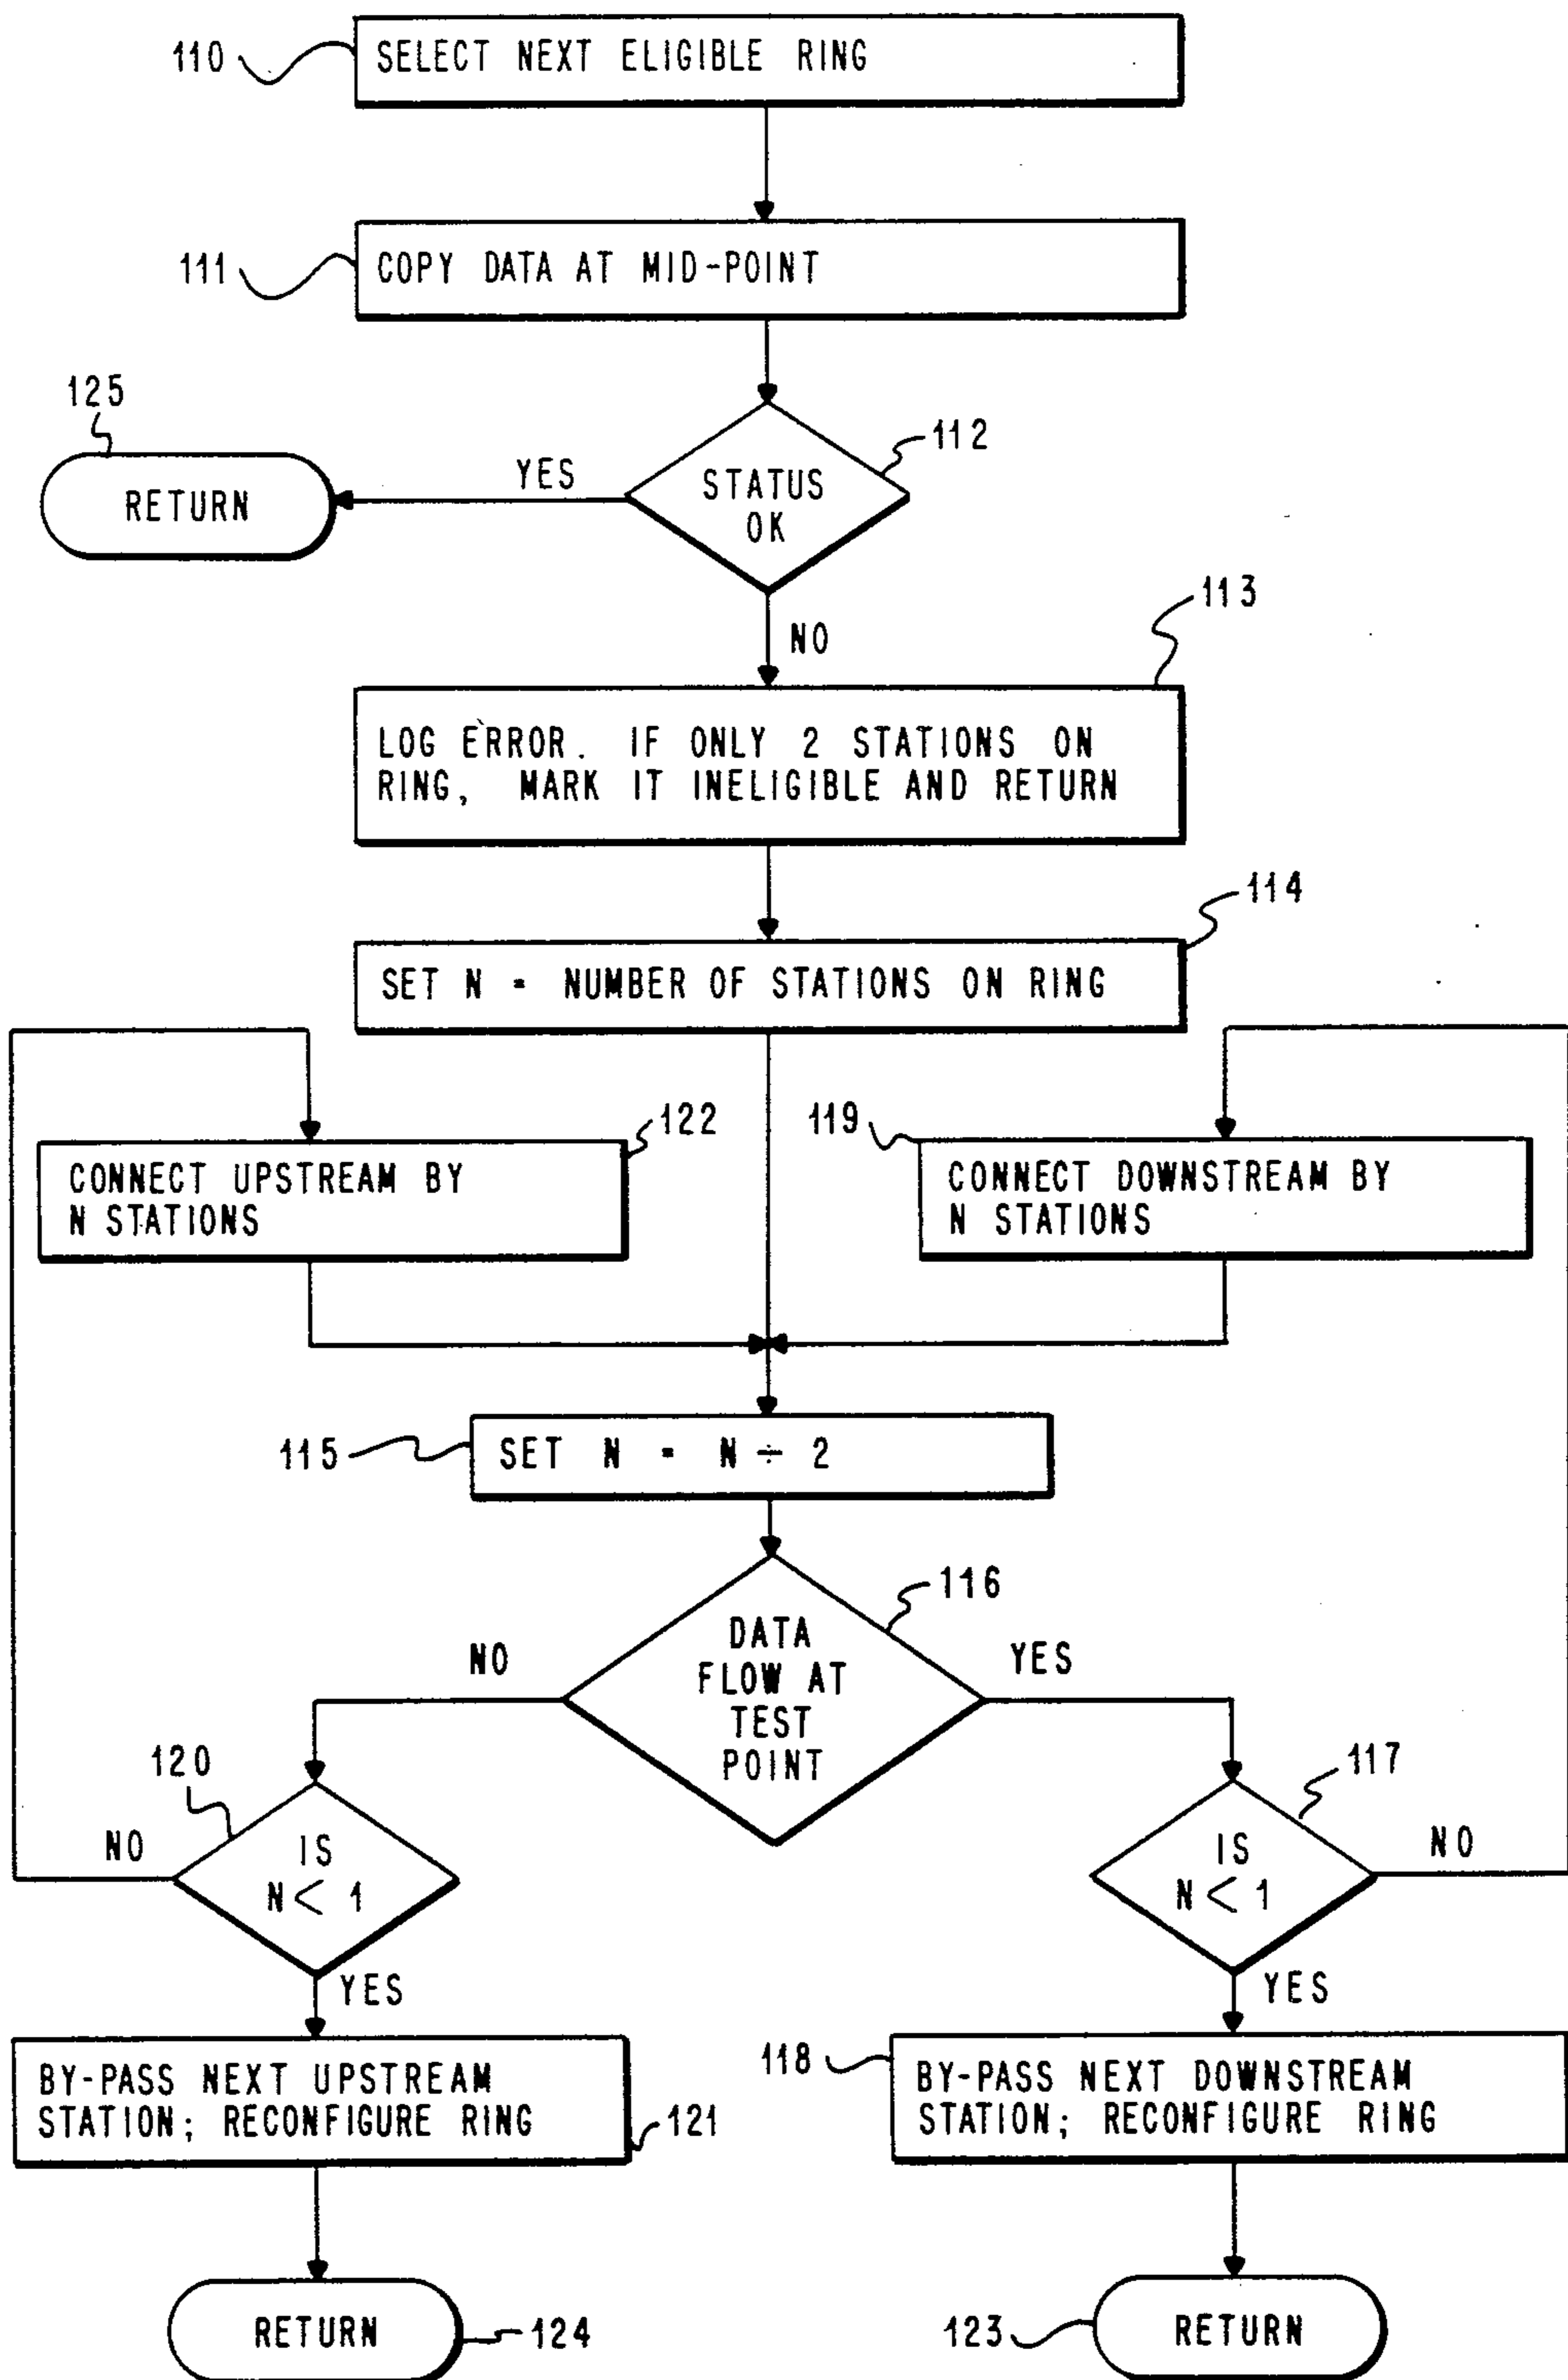 110
SELECT NEXT ELIGIBLE RING
111
COPY DATA AT MID-POINT
125
RETURN
YES
STATUS
OK
112
NO
113
LOG ERROR. IF ONLY 2 STATIONS ON
RING, MARK IT INELIGIBLE AND RETURN
114
SET N = NUMBER OF STATIONS ON RING
122
CONNECT UPSTREAM BY
N STATIONS
119
CONNECT DOWNSTREAM BY
N STATIONS
115
SET N = N ÷ 2
116
DATA
FLOW AT
TEST
POINT
NO
YES
120
IS
N < 1
NO
YES
117
IS
N < 1
NO
YES
BY-PASS NEXT UPSTREAM
STATION; RECONFIGURE RING
121
118
BY-PASS NEXT DOWNSTREAM
STATION; RECONFIGURE RING
RETURN
124
123
RETURN